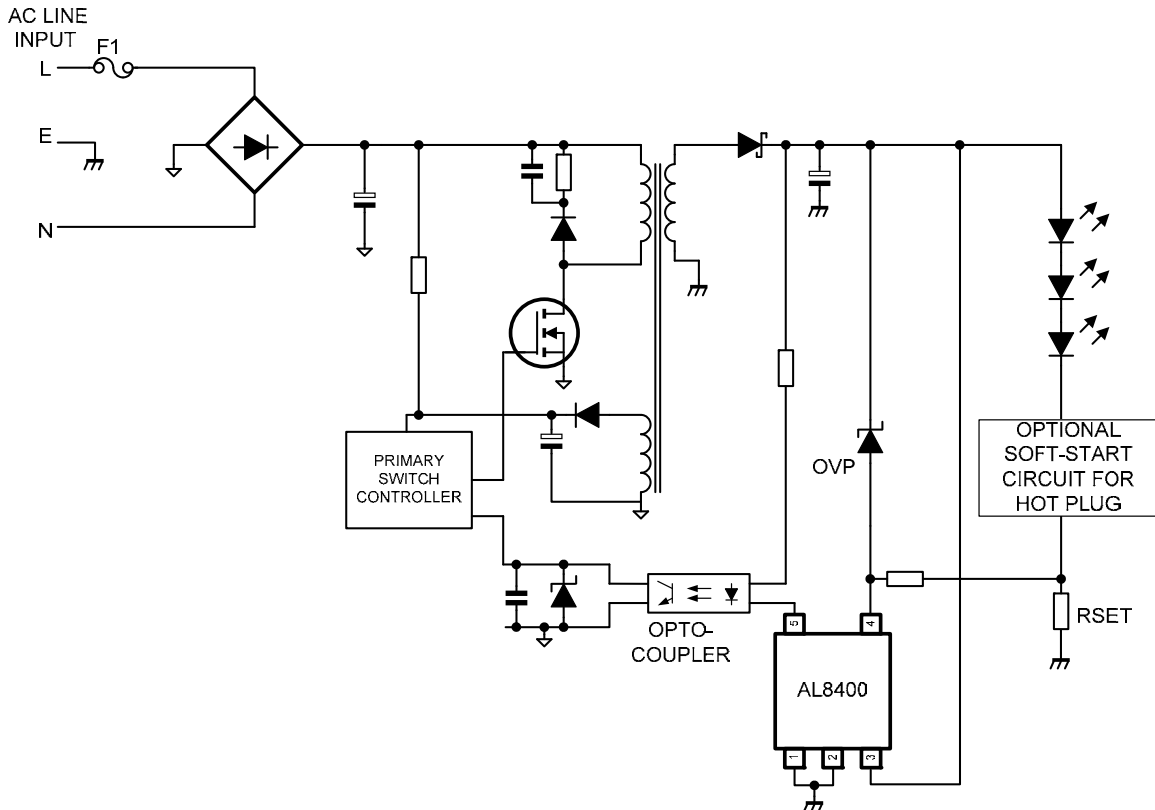 AC LINE
INPUT
F1
L
E
N
PRIMARY
SWITCH
CONTROLLER
OVP
OPTIONAL
SOFT-START
CIRCUIT FOR
HOT PLUG
OPTO-
COUPLER
RSET
5
4
AL8400
1
2
3